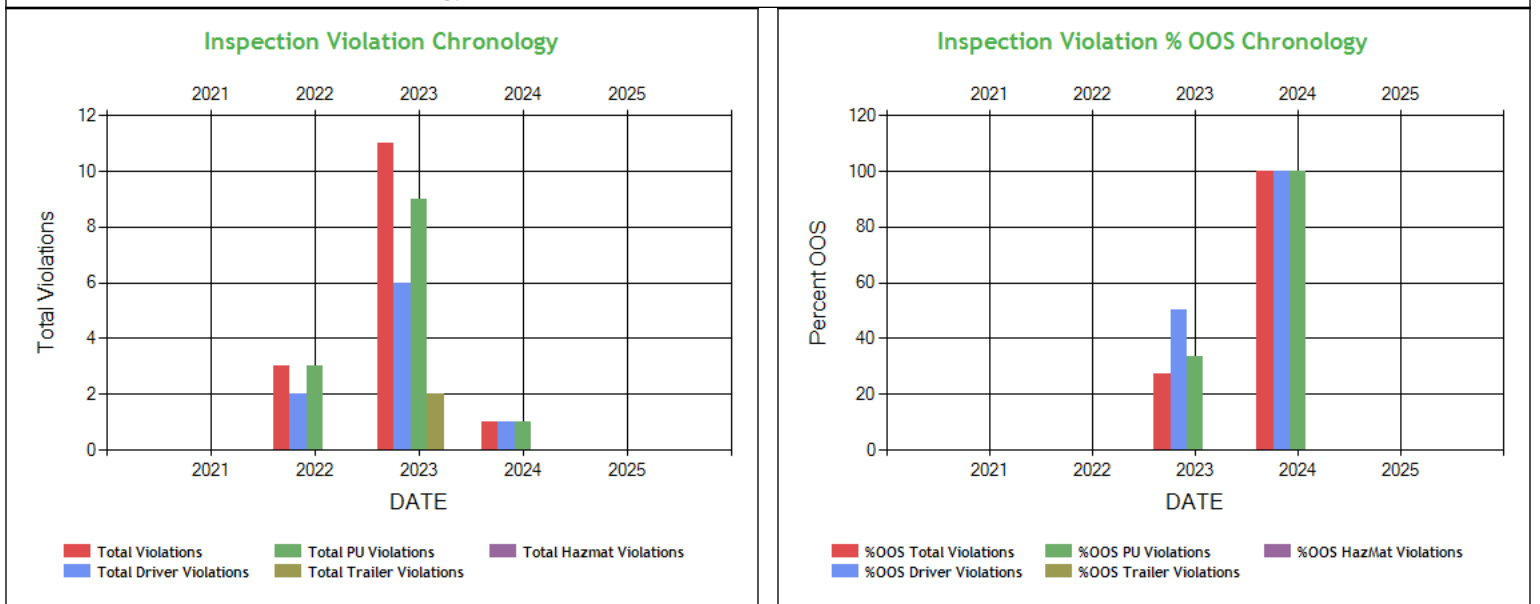 Inspection Violation Chronology
2021 2022 2023 2024 2025
12
10
8
6
4
2
0
Total Violations
2021 2022 2023 2024 2025
DATE
Total Violations Total PU Violations Total Hazmat Violations
Total Driver Violations Total Trailer Violations
Inspection Violation % OOS Chronology
2021 2022 2023 2024 2025
120
100
80
60
40
20
0
Percent OOS
2021 2022 2023 2024 2025
DATE
%OOS Total Violations %OOS PU Violations %OOS HazMat Violations
%OOS Driver Violations %OOS Trailer Violations